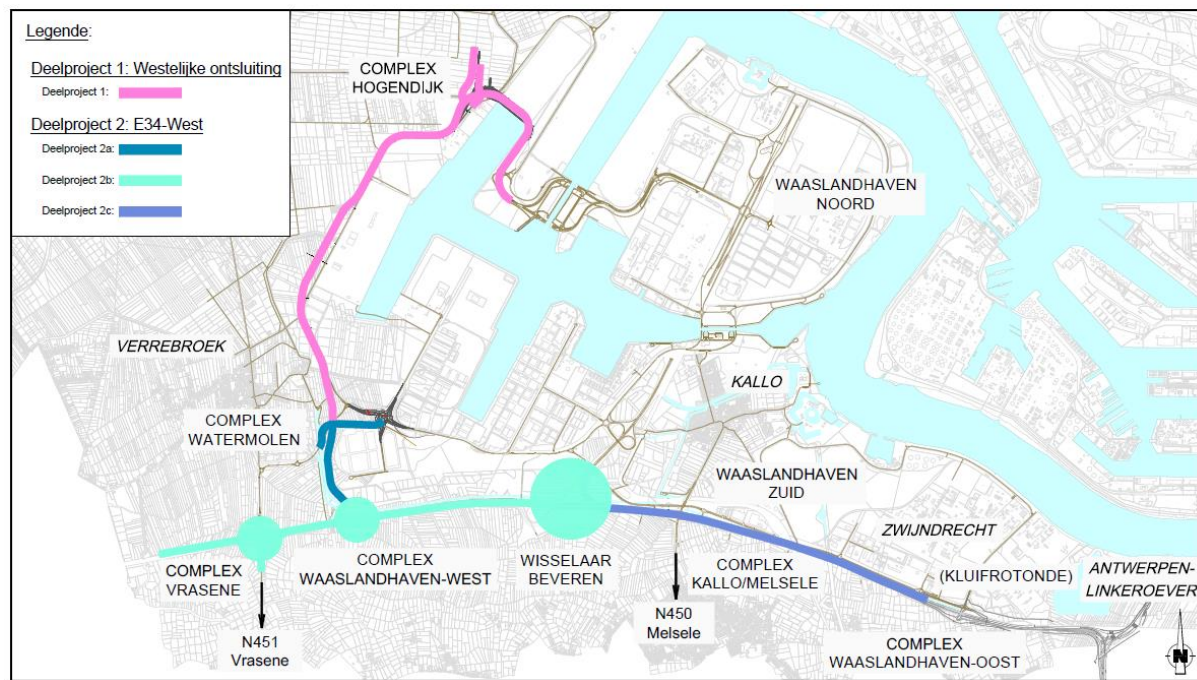 Legende:
Deelproject 1: Westelijke ontsluiting
Deelproject 1:
Deelproject 2: E34-West
Deelproject 2a:
Deelproject 2b:
Deelproject 2c:
COMPLEX
HOGENDIJK
WAASLANDHAVEN
NOORD
VERREBROEK
KALLO
COMPLEX
WATERMOLEN
WAASLANDHAVEN
ZUID
ZWIJNDRECHT
COMPLEX
VRASENE
COMPLEX
WAASLANDHAVEN-WEST
WISSELAAR
BEVEREN
COMPLEX
KALLO/MELSELE
(KLUIFROTONDE)
ANTWERPEN-
LINKEROEVER
N451
Vrasene
N450
Melsele
COMPLEX
WAASLANDHAVEN-OOST
N